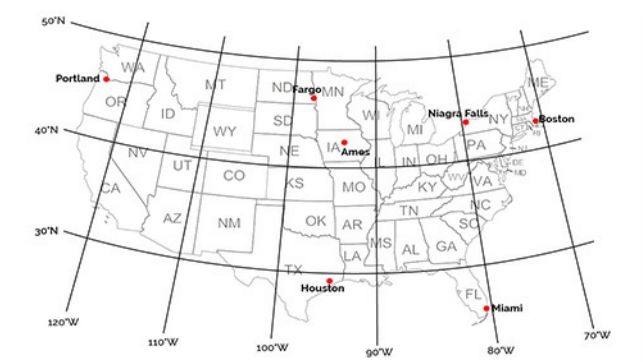 50°N
WA
Portland
MT
ND
Fargo
MN
ME
OR
ID
WY
SD
WI
MI
Niagra Falls
NY
Boston
40°N
NV
UT
NE
IA
Ames
IL
IN
OH
PA
DE
MD
CA
CO
KS
MO
KY
WV
VA
AZ
NM
OK
AR
TN
NC
SC
30°N
TX
LA
MS
AL
GA
Houston
FL
Miami
120°W
110°W
100°W
90°W
80°W
70°W